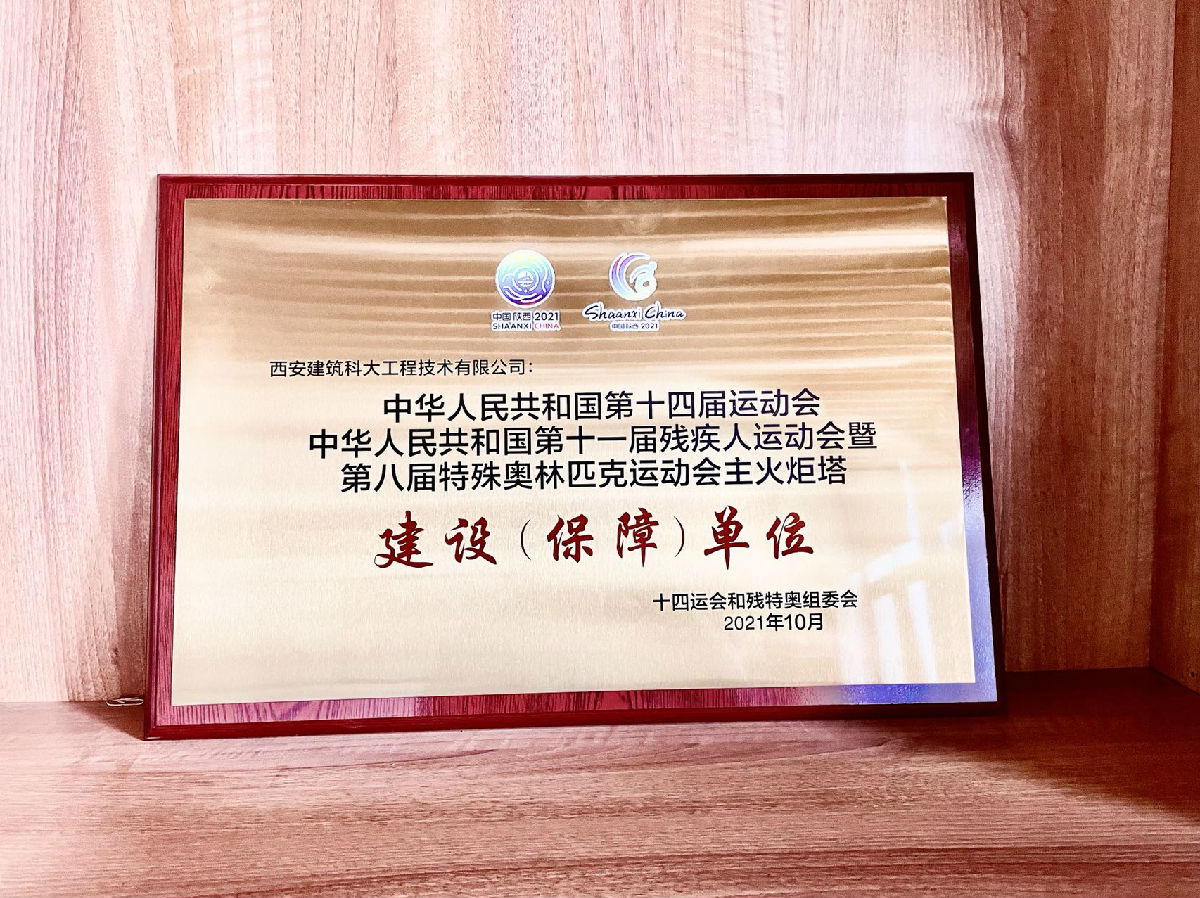 中国陕西2021
SHAANXI CHINA
Shaanxi China
中国陕西2021
西安建筑科大工程技术有限公司：
中华人民共和国第十四届运动会
中华人民共和国第十一届残疾人运动会暨
第八届特殊奥林匹克运动会主火炬塔
建设（保障）单位
十四运会和残特奥组委会
2021年10月